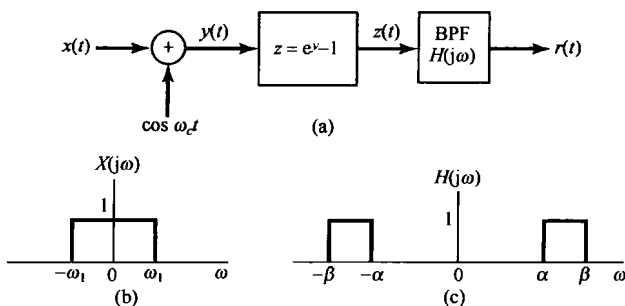 x(t) + y(t) z = e^y–1 z(t) BPF H(jω) r(t)
cos ω_c t
(a)
X(jω) H(jω)
1 1
–ω₁ 0 ω₁ ω –β –α 0 α β ω
(b) (c)